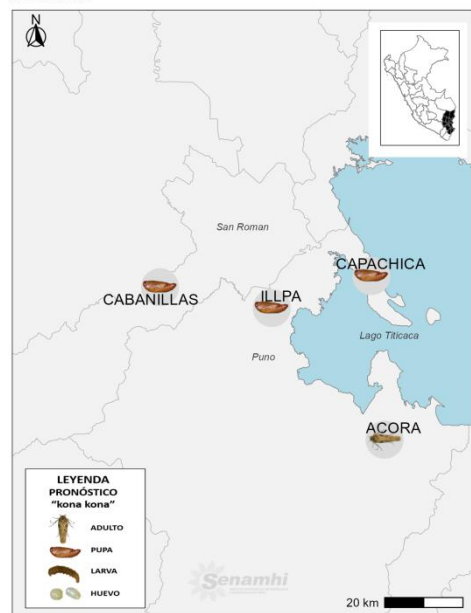 N
San Roman
CAPACHICA
CABANILLAS
ILLPA
Lago Titicaca
Puno
ACORA
LEYENDA
PRONÓSTICO
"kona kona"
ADULTO
PUPA
LARVA
HUEVO
Senamhi
20 km